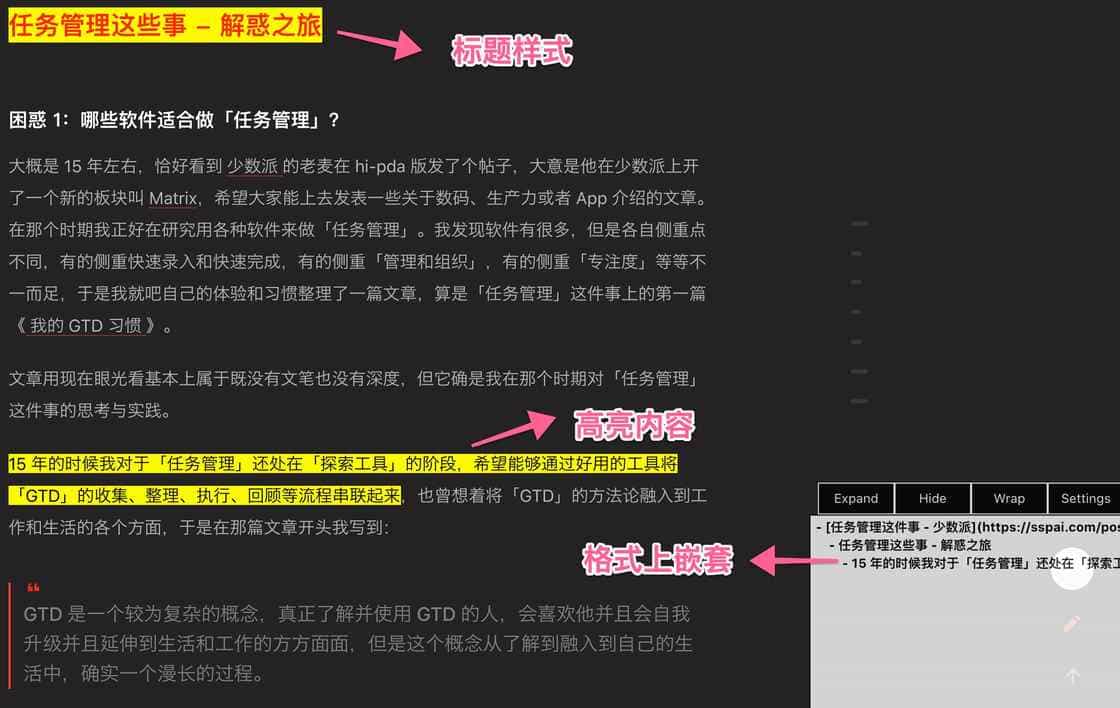 任务管理这些事 – 解惑之旅
标题样式
困惑 1：哪些软件适合做「任务管理」？
大概是 15 年左右，恰好看到 少数派 的老麦在 hi-pda 版发了个帖子，大意是他在少数派上开
了一个新的板块叫 Matrix，希望大家能上去发表一些关于数码、生产力或者 App 介绍的文章。
在那个时期我正好在研究用各种软件来做「任务管理」。我发现软件有很多，但是各自侧重点
不同，有的侧重快速录入和快速完成，有的侧重「管理和组织」，有的侧重「专注度」等等不
一而足，于是我就吧自己的体验和习惯整理了一篇文章，算是「任务管理」这件事上的第一篇
《 我的 GTD 习惯 》。
文章用现在眼光看基本上属于既没有文笔也没有深度，但它确是我在那个时期对「任务管理」
这件事的思考与实践。
高亮内容
15 年的时候我对于「任务管理」还处在「探索工具」的阶段，希望能够通过好用的工具将
「GTD」的收集、整理、执行、回顾等流程串联起来，也曾想着将「GTD」的方法论融入到工
作和生活的各个方面，于是在那篇文章开头我写到：
Expand Hide Wrap Settings
- [任务管理这件事 - 少数派](https://sspai.com/pos
- 任务管理这些事 - 解惑之旅
- 15 年的时候我对于「任务管理」还处在「探索工
格式上嵌套
GTD 是一个较为复杂的概念，真正了解并使用 GTD 的人，会喜欢他并且会自我
升级并且延伸到生活和工作的方方面面，但是这个概念从了解到融入到自己的生
活中，确实一个漫长的过程。